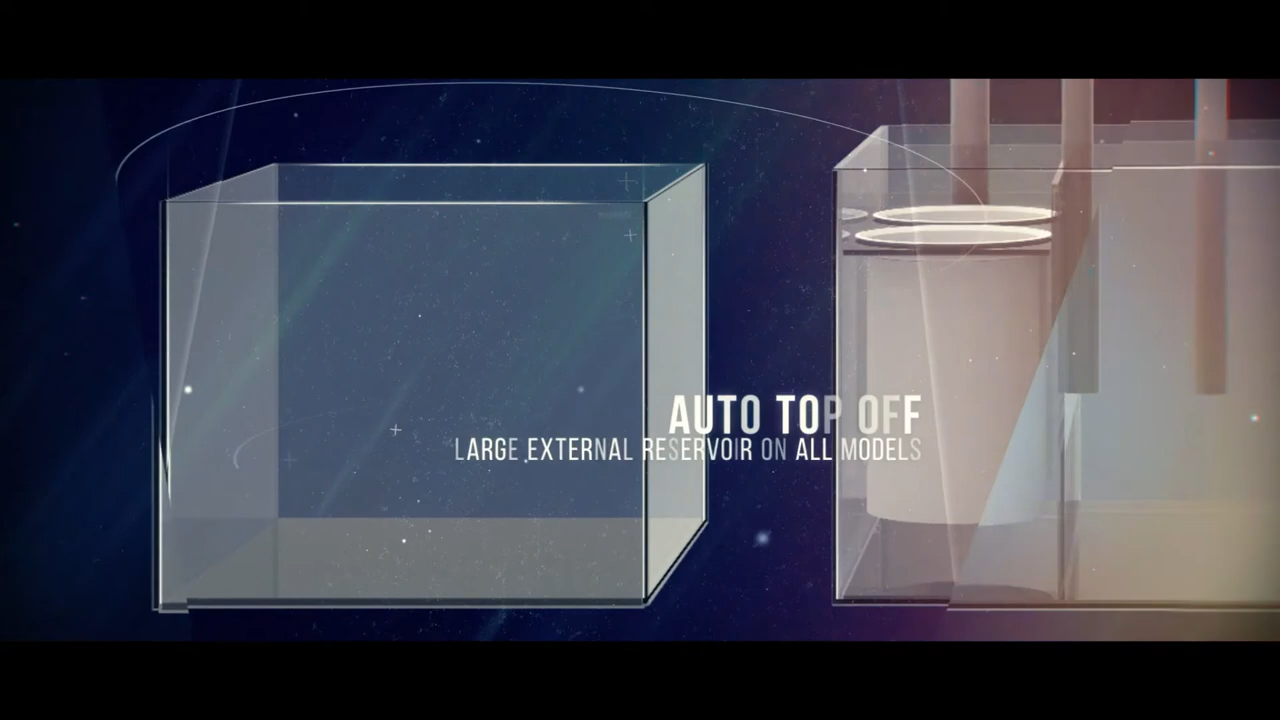 AUTO TOP OFF
LARGE EXTERNAL RESERVOIR ON ALL MODELS